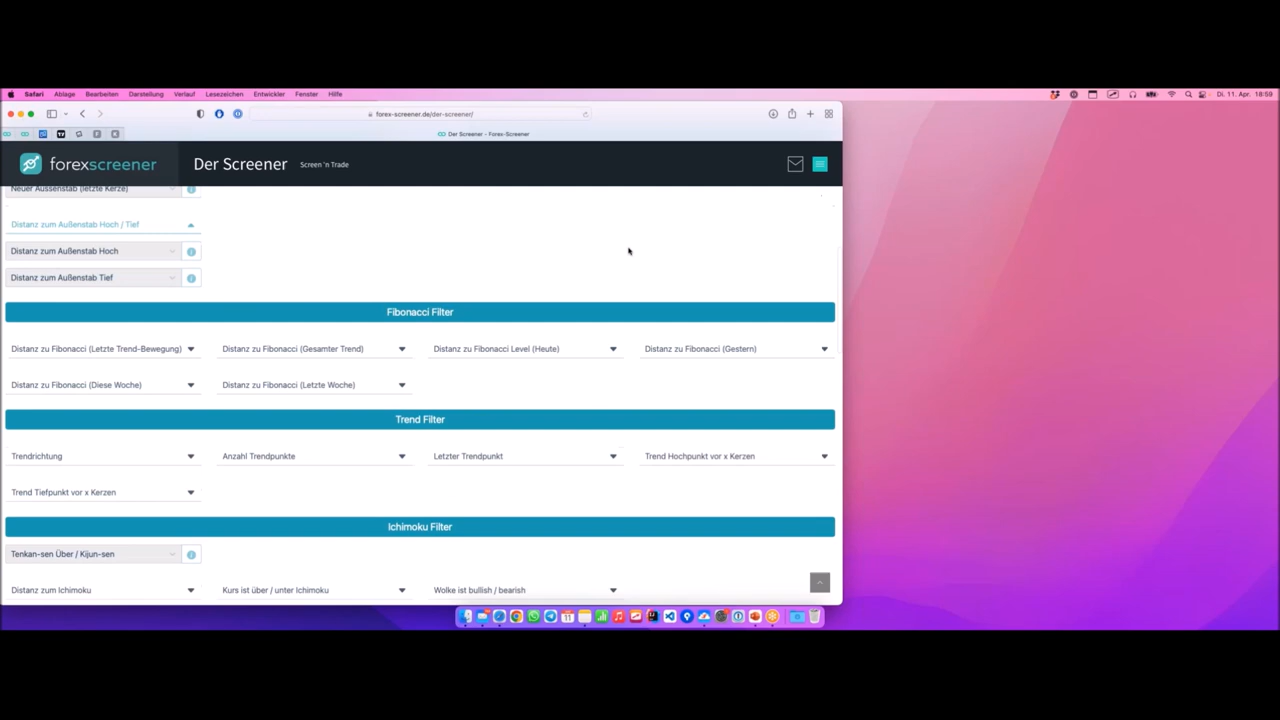 Safari Ablage Bearbeiten Darstellung Verlauf Lesezeichen Entwickler Fenster Hilfe Di. 11. Apr. 18:59
forex-screener.de/der-screener/
Der Screener - Forex-Screener
forexscreener Der Screener Screen 'n Trade
Neuer Aussenstab (letzte Kerze)
Distanz zum Außenstab Hoch / Tief
Distanz zum Außenstab Hoch
Distanz zum Außenstab Tief
Fibonacci Filter
Distanz zu Fibonacci (Letzte Trend-Bewegung) Distanz zu Fibonacci (Gesamter Trend) Distanz zu Fibonacci Level (Heute) Distanz zu Fibonacci (Gestern)
Distanz zu Fibonacci (Diese Woche) Distanz zu Fibonacci (Letzte Woche)
Trend Filter
Trendrichtung Anzahl Trendpunkte Letzter Trendpunkt Trend Hochpunkt vor x Kerzen
Trend Tiefpunkt vor x Kerzen
Ichimoku Filter
Tenkan-sen Über / Kijun-sen
Distanz zum Ichimoku Kurs ist über / unter Ichimoku Wolke ist bullish / bearish